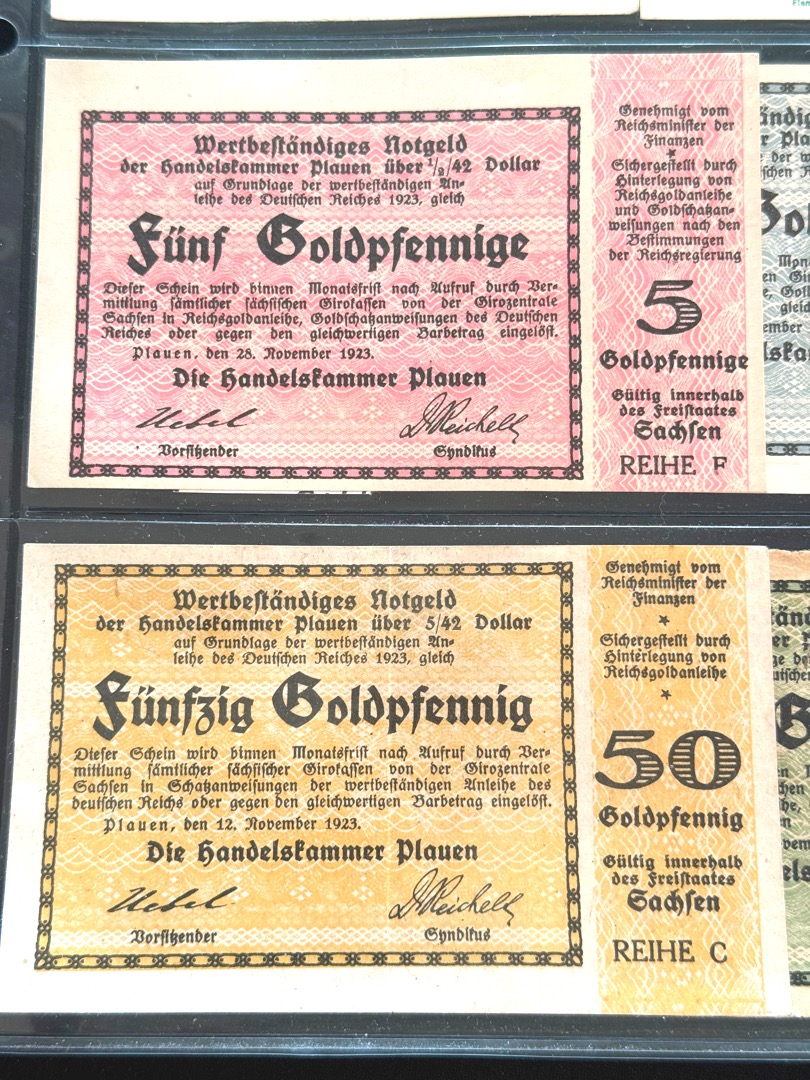 Wertbeständiges Notgeld
der Handelskammer Plauen über 1/2/42 Dollar
auf Grundlage der wertbeständigen An-
leihe des Deutschen Reiches 1923, gleich
Fünf Goldpfennige
Dieser Schein wird binnen Monatsfrist nach Aufruf durch Ver-
mittlung sämtlicher sächsischen Girokassen von der Girozentrale
Sachsen in Reichsgoldanleihe, Goldschatzanweisungen des Deutschen
Reiches oder gegen den gleichwertigen Barbetrag eingelöst.
Plauen, den 28. November 1923.
Die Handelskammer Plauen
Uebel
D. Reichelt
Vorsitzender
Syndikus
Genehmigt vom
Reichsminister der
Finanzen
Sichergestellt durch
Hinterlegung von
Reichsgoldanleihe
und Goldschatzan-
weisungen nach den
Bestimmungen
der Reichsregierung
5
Goldpfennige
Gültig innerhalb
des Freistaates
Sachsen
REIHE F
Wertbeständiges Notgeld
der Handelskammer Plauen über 5/42 Dollar
auf Grundlage der wertbeständigen An-
leihe des Deutschen Reiches 1923, gleich
Fünfzig Goldpfennig
Dieser Schein wird binnen Monatsfrist nach Aufruf durch Ver-
mittlung sämtlicher sächsischer Girokassen von der Girozentrale
Sachsen in Schatzanweisungen der wertbeständigen Anleihe des
deutschen Reichs oder gegen den gleichwertigen Barbetrag eingelöst.
Plauen, den 12. November 1923.
Die Handelskammer Plauen
Uebel
D. Reichelt
Vorsitzender
Syndikus
Genehmigt vom
Reichsminister der
Finanzen
Sichergestellt durch
Hinterlegung von
Reichsgoldanleihe
50
Goldpfennig
Gültig innerhalb
des Freistaates
Sachsen
REIHE C